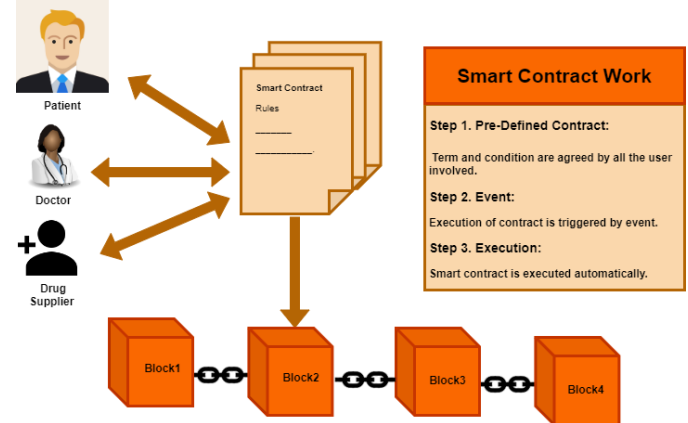 Patient
Doctor
Drug
Supplier
Smart Contract
Rules
_______
___________.
Smart Contract Work
Step 1. Pre-Defined Contract:
Term and condition are agreed by all the user
involved.
Step 2. Event:
Execution of contract is triggered by event.
Step 3. Execution:
Smart contract is executed automatically.
Block1
Block2
Block3
Block4